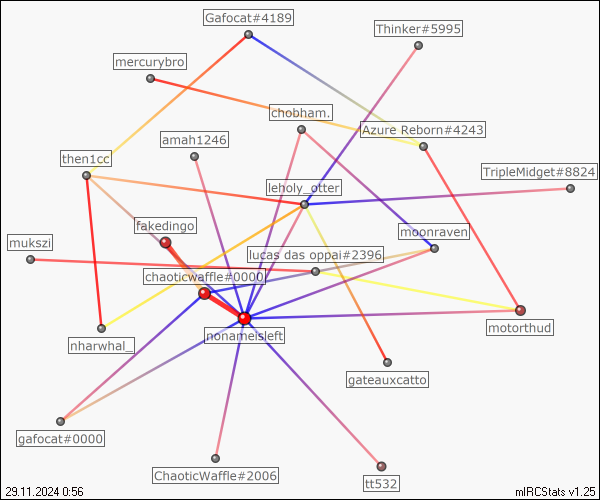 Gafocat#4189
Thinker#5995
mercurybro
chobham.
Azure Reborn#4243
amah1246
then1cc
TripleMidget#8824
leholy_otter
fakedingo
moonraven
mukszi
lucas das oppai#2396
chaoticwaffle#0000
motorthud
nonameisleft
nharwhal_
gateauxcatto
gafocat#0000
ChaoticWaffle#2006
tt532
29.11.2024 0:56
mIRCStats v1.25